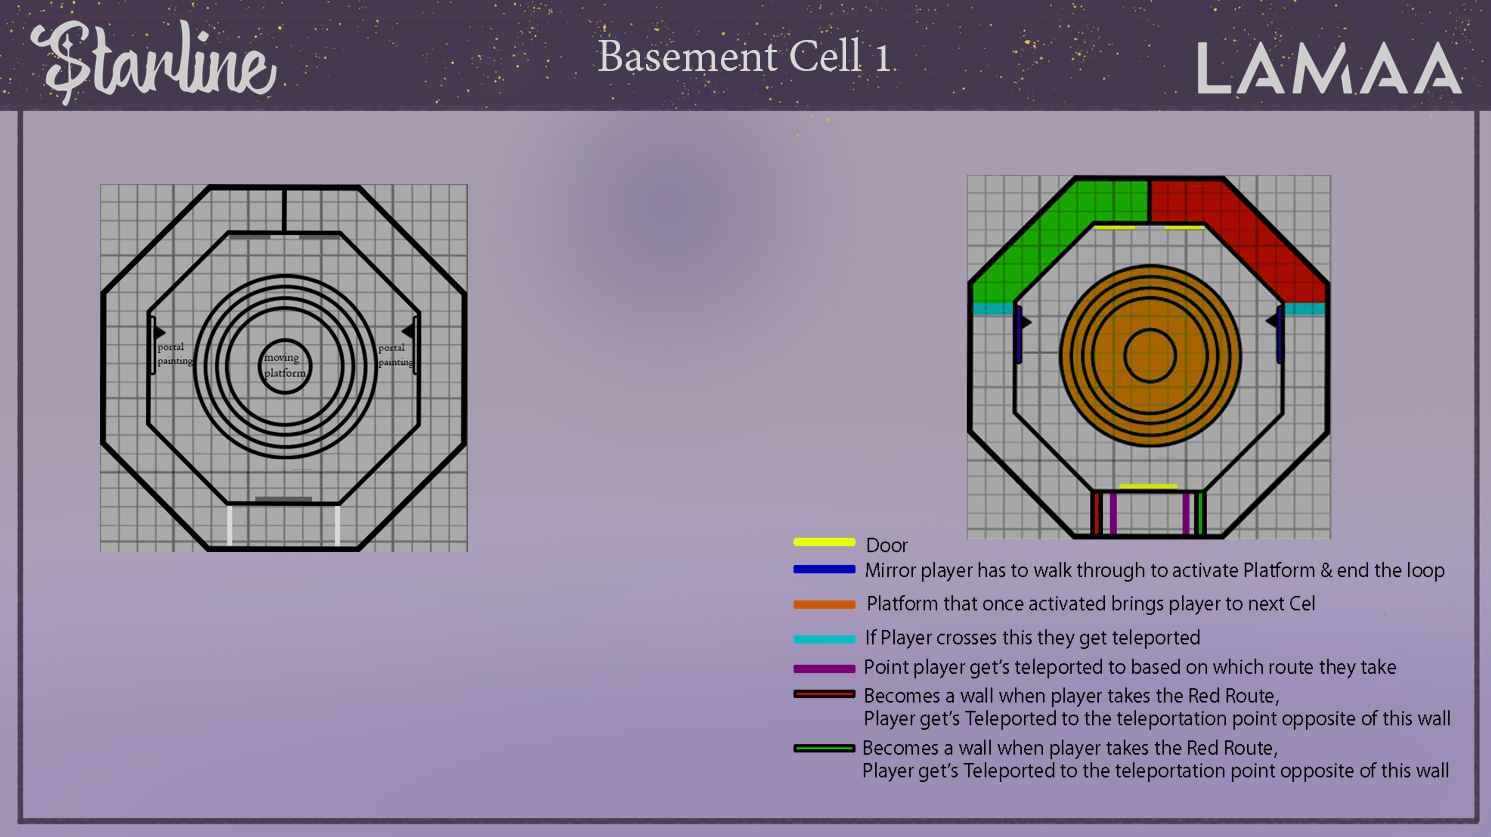 Starline
Basement Cell 1
LAMAA
portal
painting
moving
platform
portal
painting
Door
Mirror player has to walk through to activate Platform & end the loop
Platform that once activated brings player to next Cel
If Player crosses this they get teleported
Point player get's teleported to based on which route they take
Becomes a wall when player takes the Red Route,
Player get's Teleported to the teleportation point opposite of this wall
Becomes a wall when player takes the Red Route,
Player get's Teleported to the teleportation point opposite of this wall